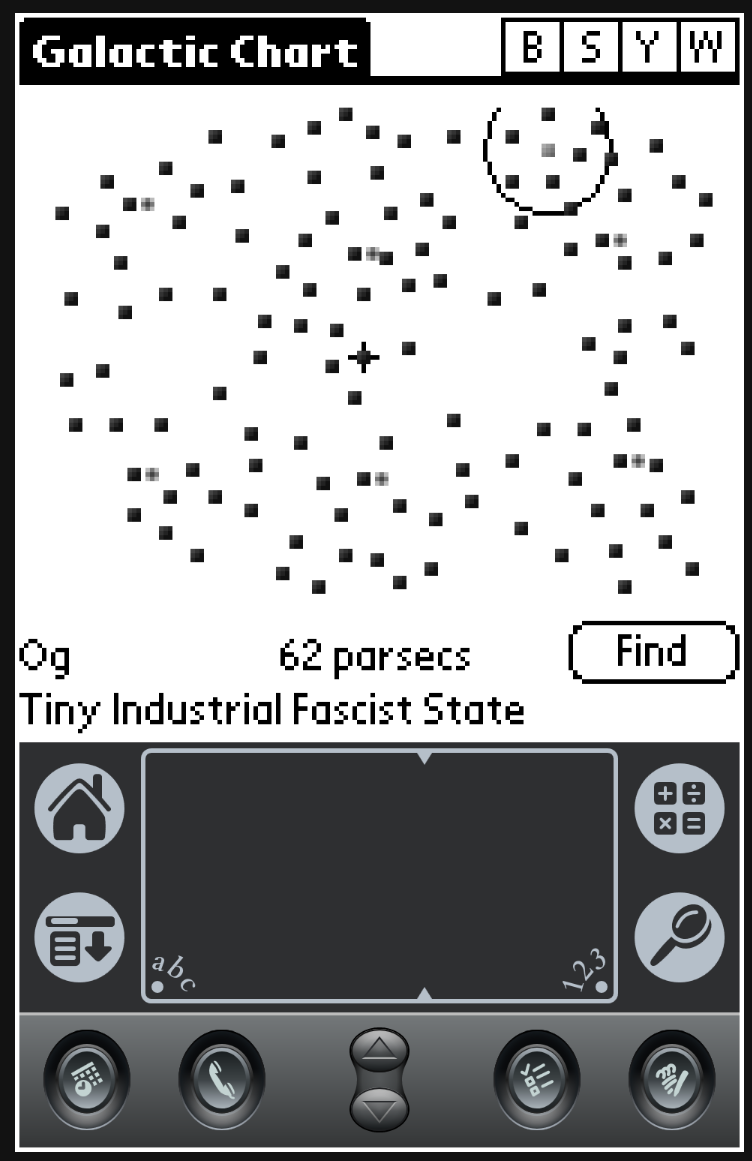 Galactic Chart
B S Y W
Og
62 parsecs
Find
Tiny Industrial Fascist State
abc
123